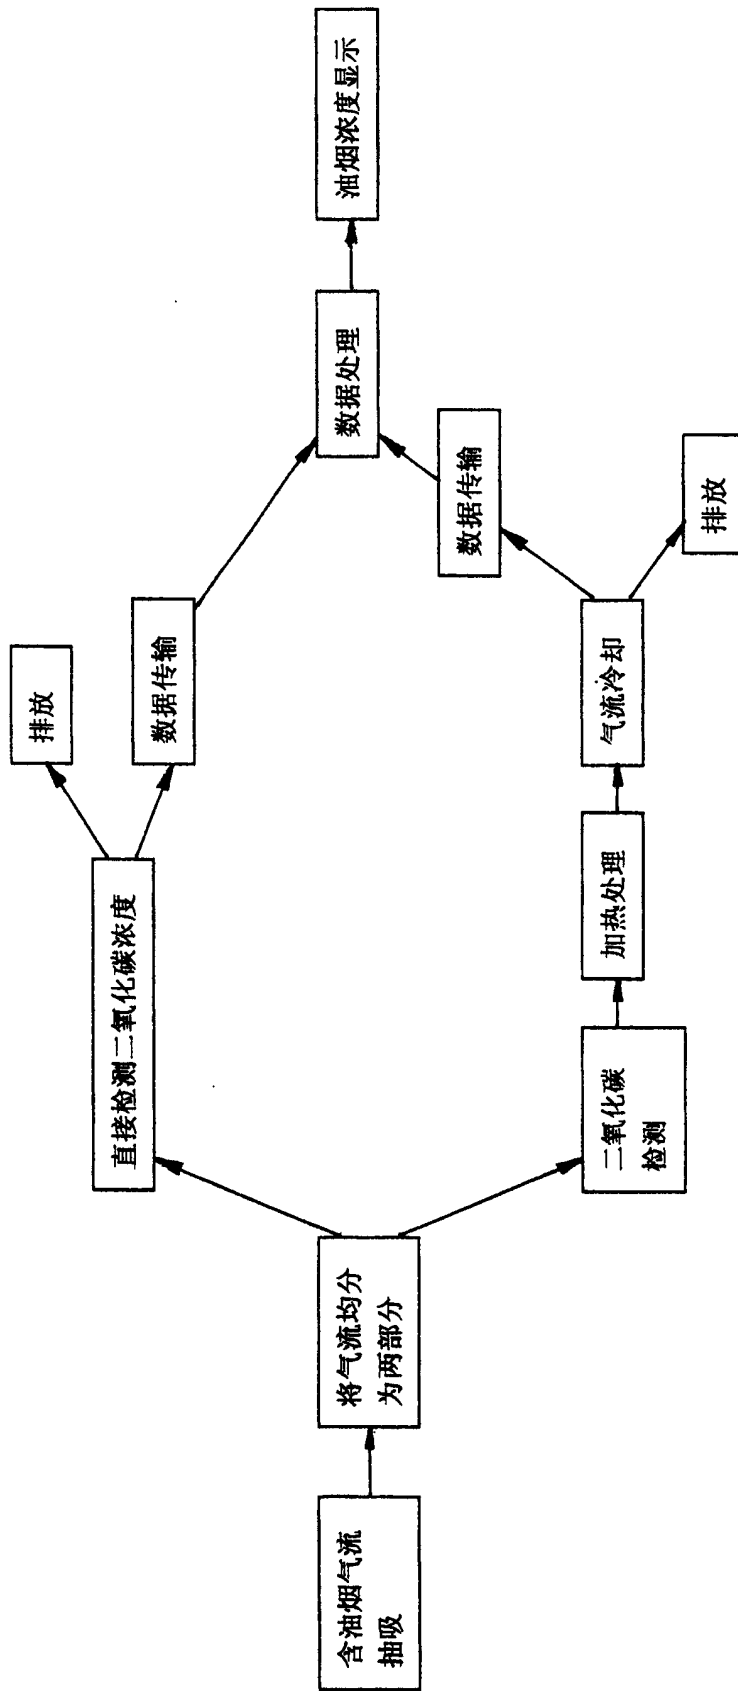 含油烟气流
抽吸
将气流均分
为两部分
直接检测二氧化碳浓度
排放
数据传输
二氧化碳
检测
加热处理
气流冷却
数据传输
排放
数据处理
油烟浓度显示